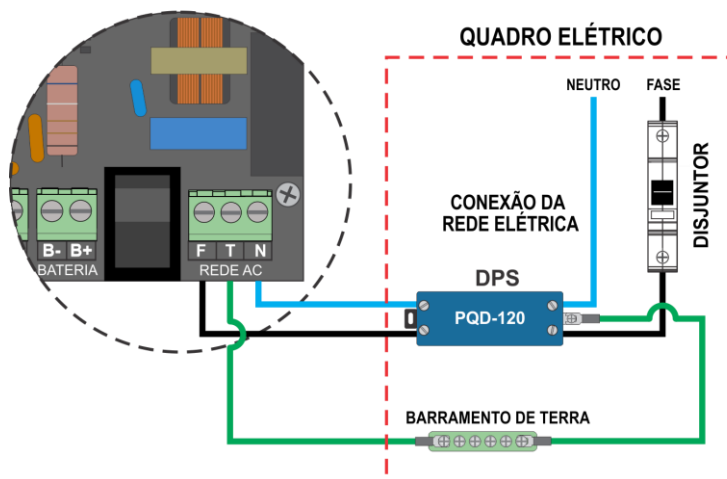 QUADRO ELÉTRICO
NEUTRO
FASE
DISJUNTOR
CONEXÃO DA
REDE ELÉTRICA
B- B+
BATERIA
F T N
REDE AC
DPS
PQD-120
BARRAMENTO DE TERRA